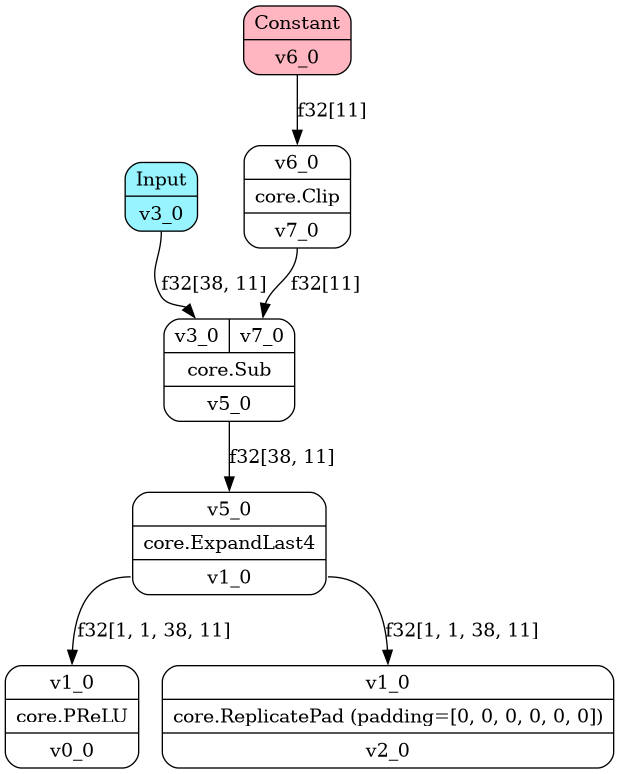 Constant
v6_0
f32[11]
v6_0
core.Clip
v7_0
Input
v3_0
f32[38, 11]
f32[11]
v3_0 v7_0
core.Sub
v5_0
f32[38, 11]
v5_0
core.ExpandLast4
v1_0
f32[1, 1, 38, 11]
f32[1, 1, 38, 11]
v1_0
core.PReLU
v0_0
v1_0
core.ReplicatePad (padding=[0, 0, 0, 0, 0, 0])
v2_0